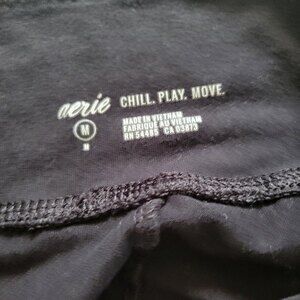 aerie CHILL. PLAY. MOVE.
M
M
MADE IN VIETNAM
FABRIQUÉ AU VIETNAM
RN 54485 CA 03873